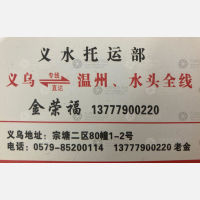 义水托运部
义乌 专线直达 温州、水头全线
金荣福 13777900220
义乌地址：宗塘二区80幢1-2号
电话：0579-85200114 13777900220 老金